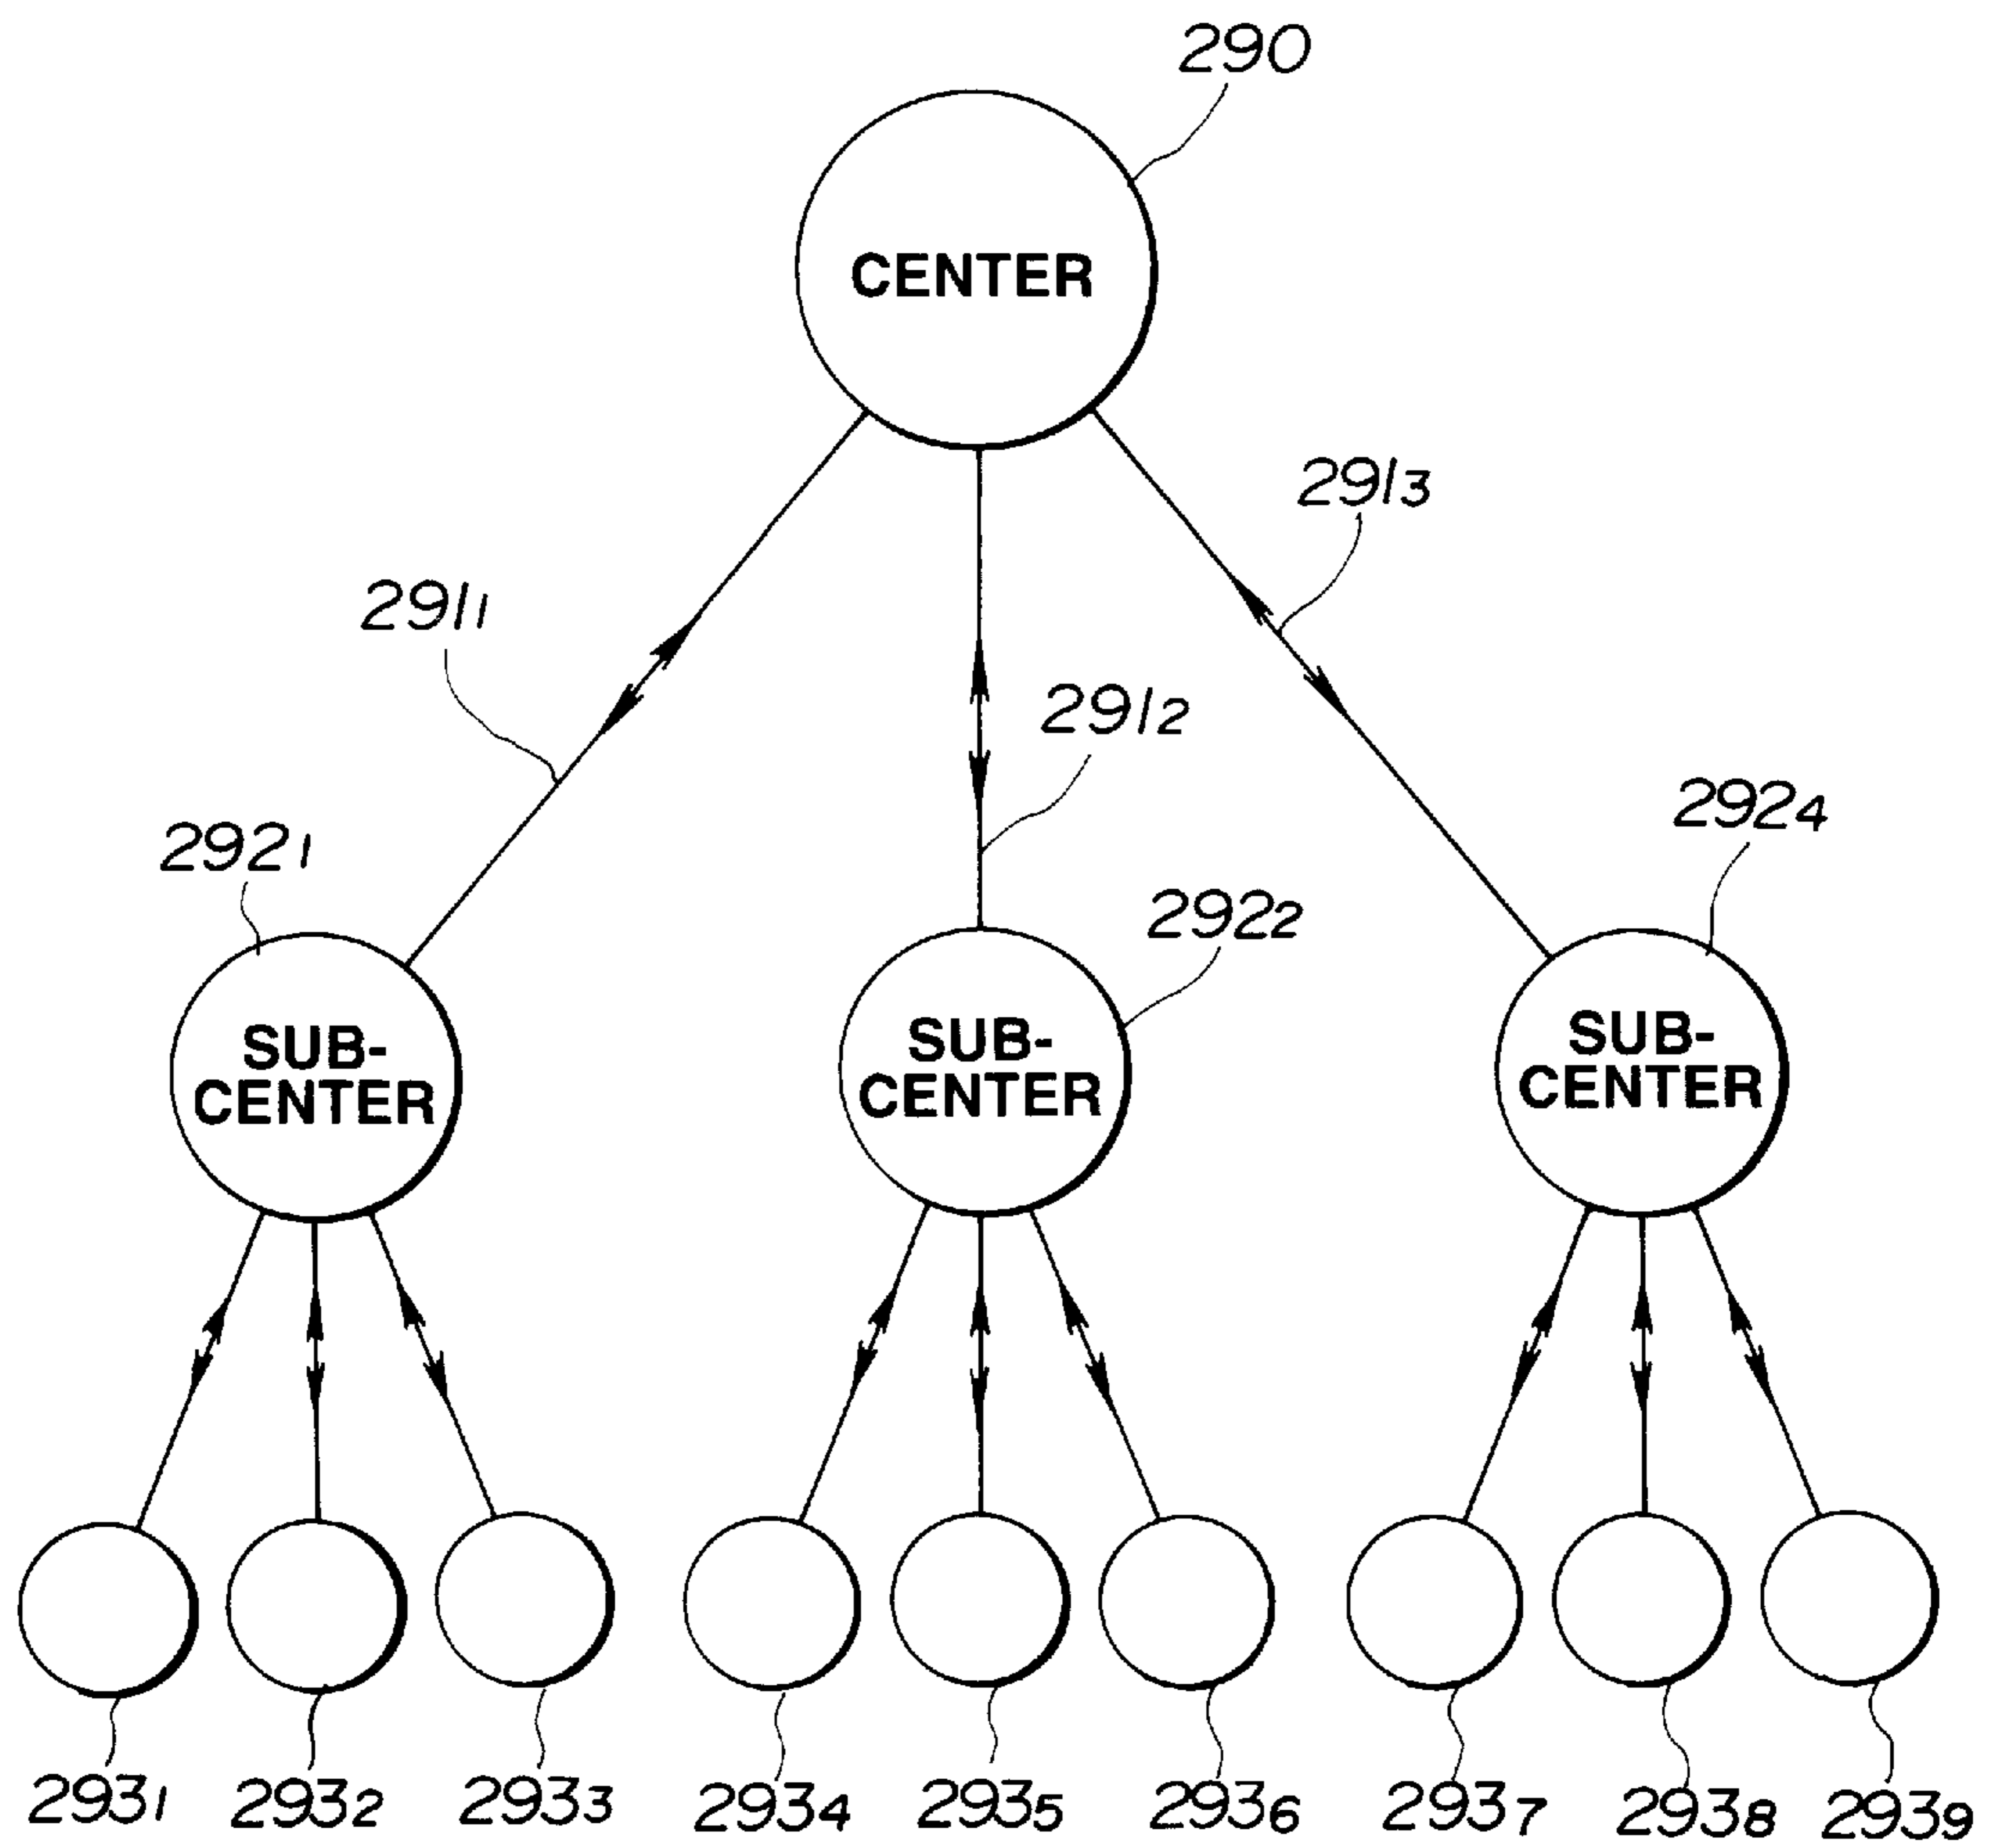 290
CENTER
291₃
291₁
291₂
292₄
292₁
292₂
SUB-
CENTER
SUB-
CENTER
SUB-
CENTER
293₁ 293₂ 293₃ 293₄ 293₅ 293₆ 293₇ 293₈ 293₉